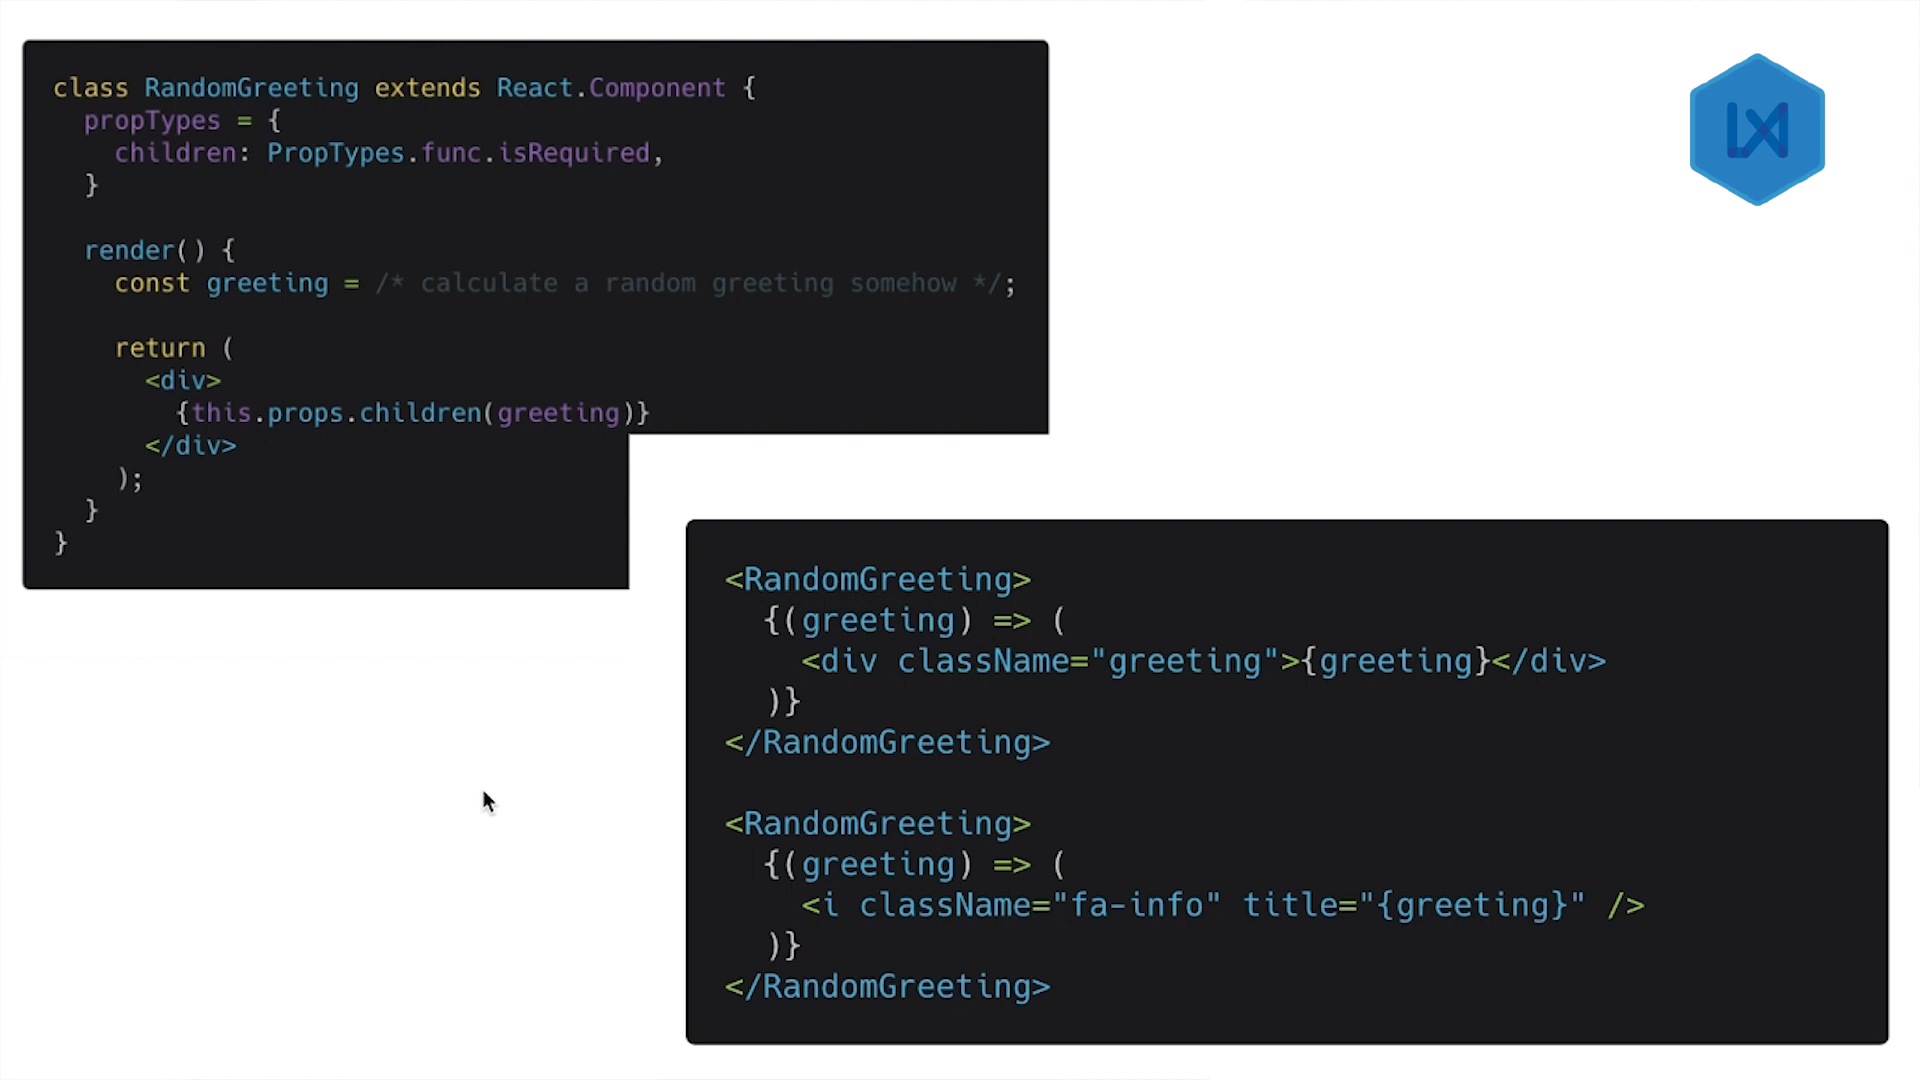 class RandomGreeting extends React.Component {
  propTypes = {
    children: PropTypes.func.isRequired,
  }

  render() {
    const greeting = /* calculate a random greeting somehow */;

    return (
      <div>
        {this.props.children(greeting)}
      </div>
    );
  }
}
<RandomGreeting>
  {(greeting) => (
    <div className="greeting">{greeting}</div>
  )}
</RandomGreeting>

<RandomGreeting>
  {(greeting) => (
    <i className="fa-info" title="{greeting}" />
  )}
</RandomGreeting>